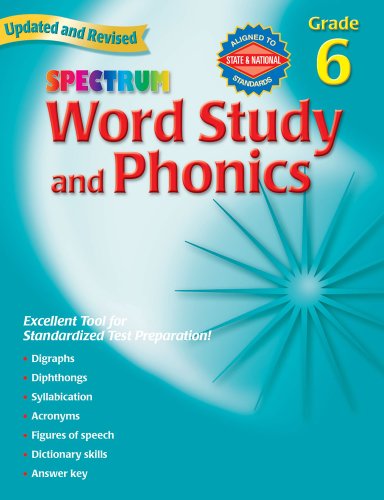 Updated and Revised
ALIGNED TO
STATE & NATIONAL
STANDARDS
Grade
6
SPECTRUM
Word Study
and Phonics
Excellent Tool for
Standardized Test Preparation!
• Digraphs
• Diphthongs
• Syllabication
• Acronyms
• Figures of speech
• Dictionary skills
• Answer key